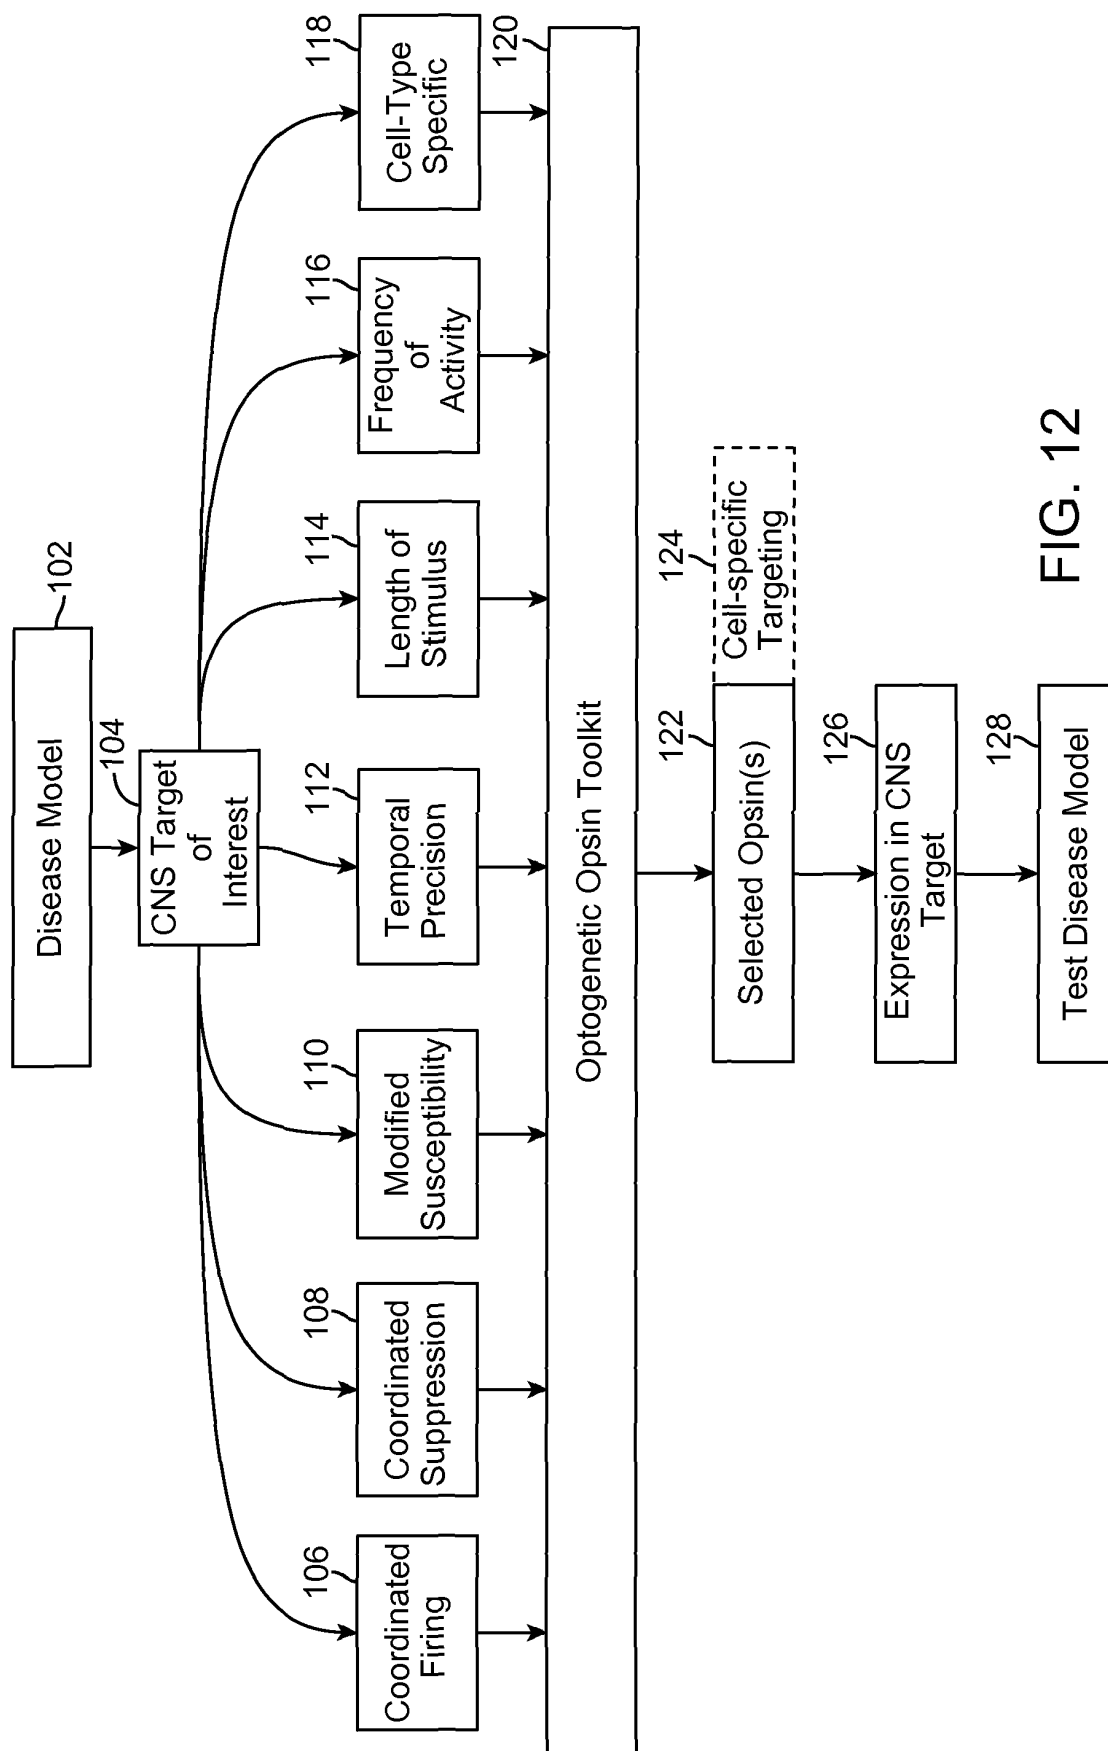 Disease Model
102
104
CNS Target
of
Interest
106
Coordinated
Firing
108
Coordinated
Suppression
110
Modified
Susceptibility
112
Temporal
Precision
114
Length of
Stimulus
116
Frequency
of
Activity
118
Cell-Type
Specific
120
Optogenetic Opsin Toolkit
122
Selected Opsin(s)
124
Cell-specific
Targeting
126
Expression in CNS
Target
128
Test Disease Model
FIG. 12